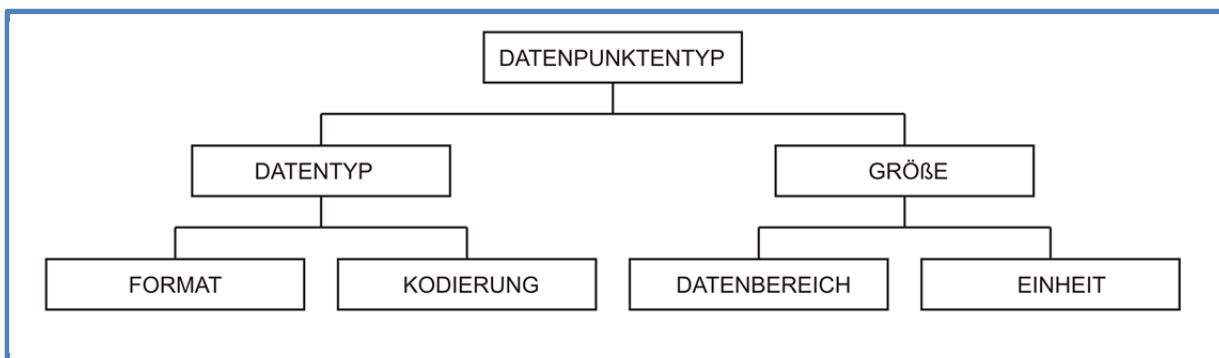 DATENPUNKTENTYP
DATENTYP
GRÖßE
FORMAT
KODIERUNG
DATENBEREICH
EINHEIT